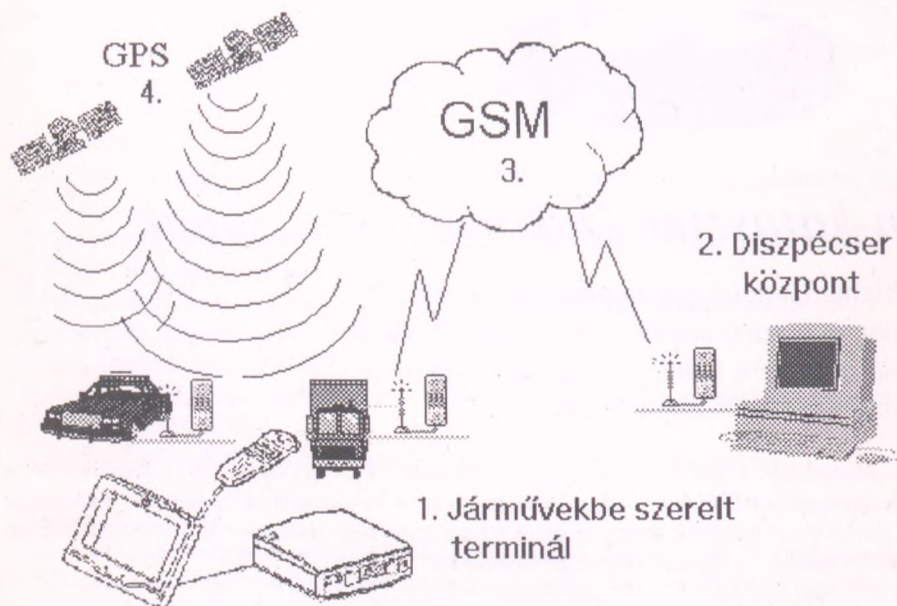 GPS
4.
GSM
3.
2. Diszpécser
központ
1. Járművekbe szerelt
terminál